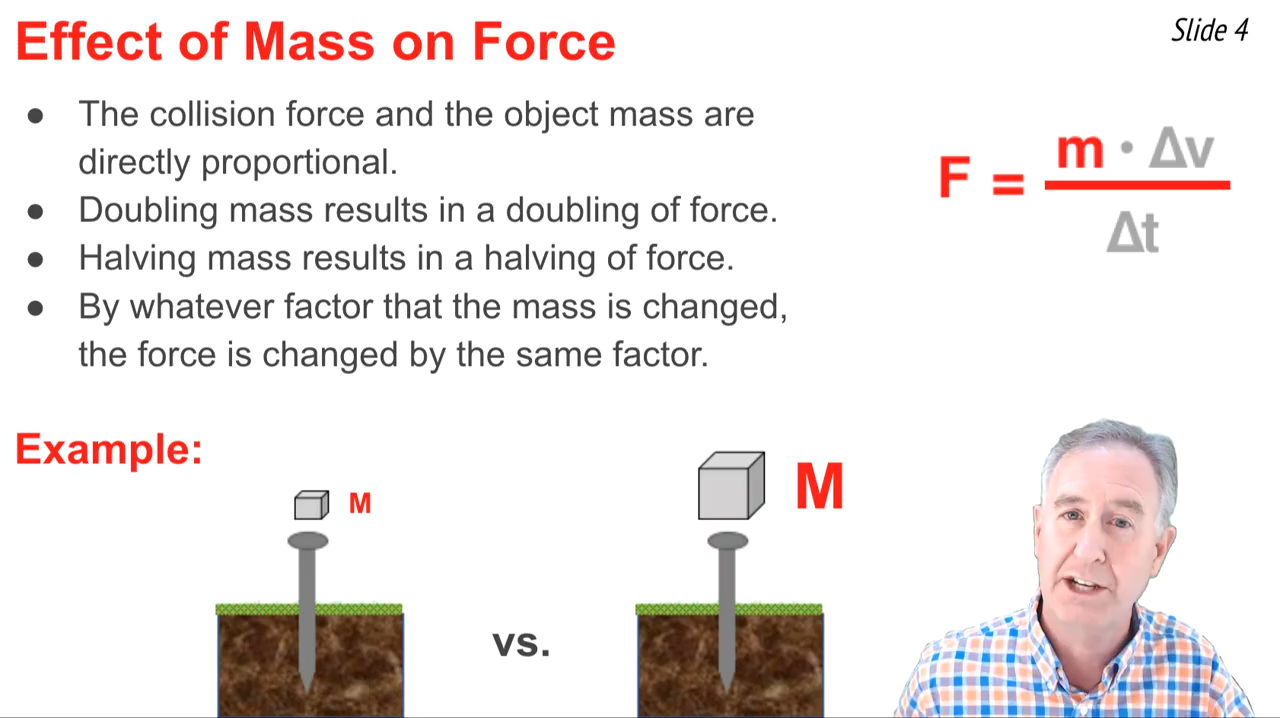 Slide 4
Effect of Mass on Force
● The collision force and the object mass are
directly proportional.
● Doubling mass results in a doubling of force.
● Halving mass results in a halving of force.
● By whatever factor that the mass is changed,
the force is changed by the same factor.
F = m · Δv
Δt
Example:
M
M
vs.